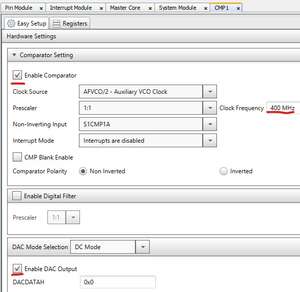 Pin Module Interrupt Module Master Core System Module CMP1
Easy Setup Registers
Hardware Settings
Comparator Setting
Enable Comparator
Clock Source AFVCO/2 - Auxiliary VCO Clock
Prescaler 1:1 Clock Frequency 400 MHz
Non-Inverting Input S1CMP1A
Interrupt Mode Interrupts are disabled
CMP Blank Enable
Comparator Polarity Non Inverted Inverted
Enable Digital Filter
Prescaler 1:1
DAC Mode Selection DC Mode
Enable DAC Output
DACDATAH 0x0